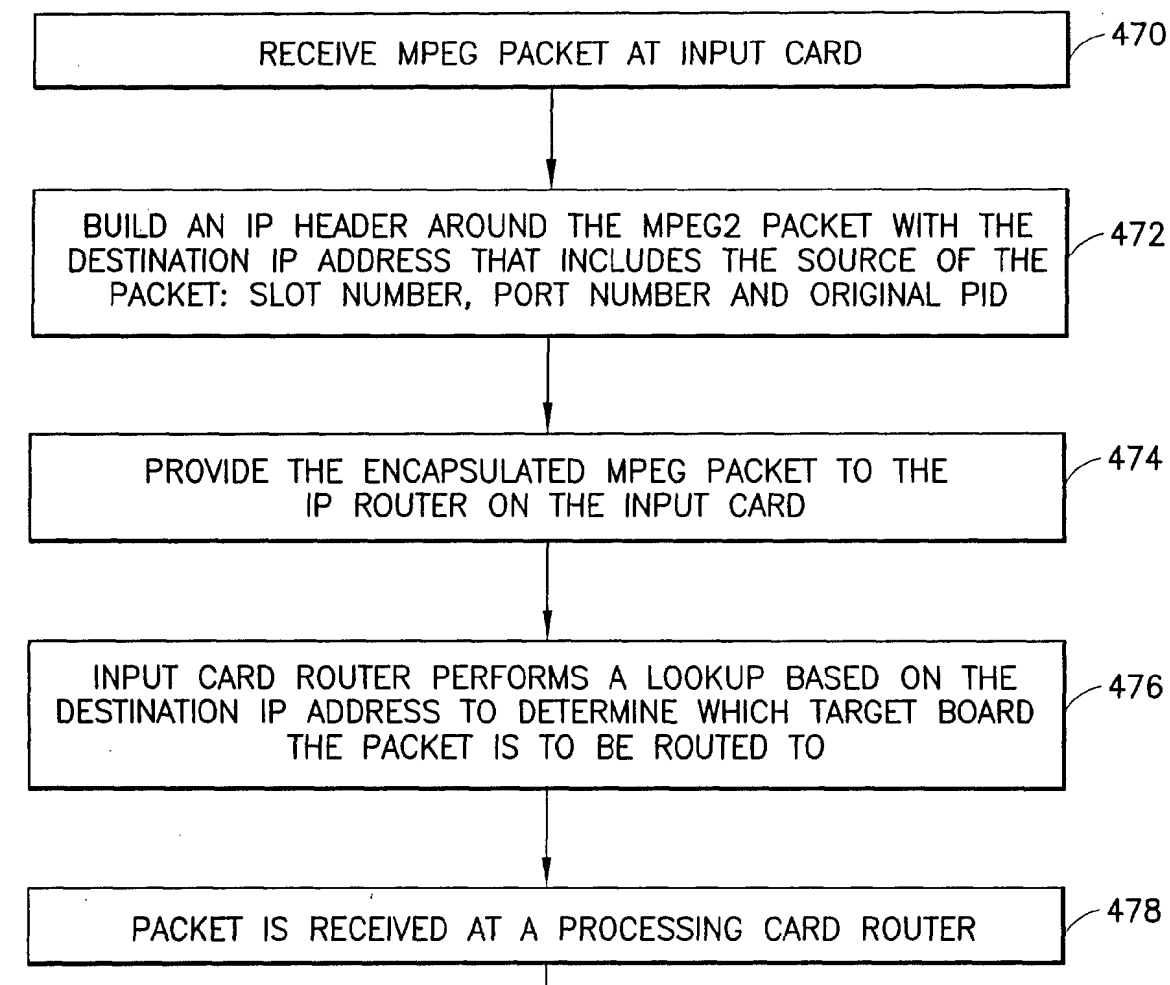 RECEIVE MPEG PACKET AT INPUT CARD
470
BUILD AN IP HEADER AROUND THE MPEG2 PACKET WITH THE
DESTINATION IP ADDRESS THAT INCLUDES THE SOURCE OF THE
PACKET: SLOT NUMBER, PORT NUMBER AND ORIGINAL PID
472
PROVIDE THE ENCAPSULATED MPEG PACKET TO THE
IP ROUTER ON THE INPUT CARD
474
INPUT CARD ROUTER PERFORMS A LOOKUP BASED ON THE
DESTINATION IP ADDRESS TO DETERMINE WHICH TARGET BOARD
THE PACKET IS TO BE ROUTED TO
476
PACKET IS RECEIVED AT A PROCESSING CARD ROUTER
478